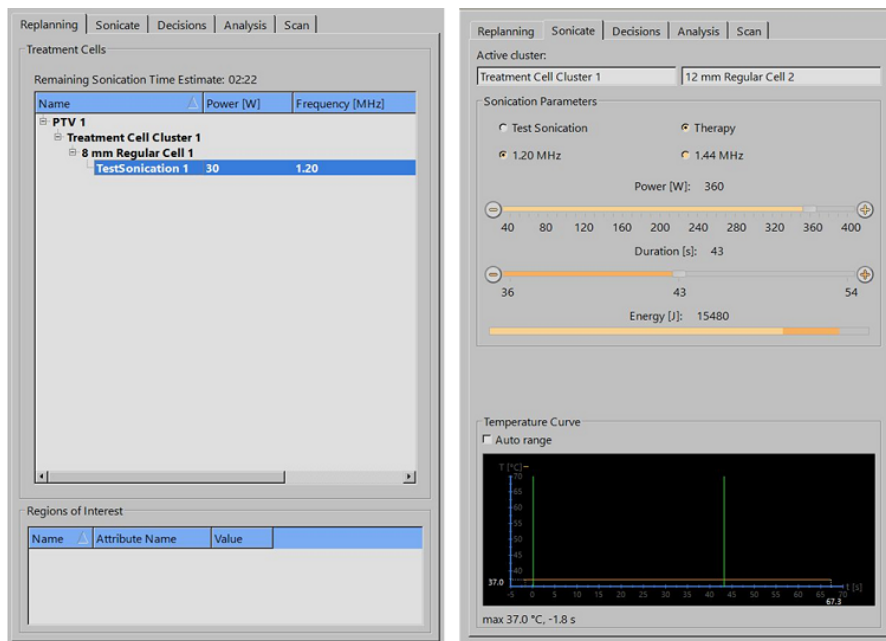 Replanning Sonicate Decisions Analysis Scan
Treatment Cells
Remaining Sonication Time Estimate: 02:22
Name Power [W] Frequency [MHz]
PTV 1
Treatment Cell Cluster 1
8 mm Regular Cell 1
TestSonication 1 30 1.20
Regions of Interest
Name Attribute Name Value
Replanning Sonicate Decisions Analysis Scan
Active cluster:
Treatment Cell Cluster 1 12 mm Regular Cell 2
Sonication Parameters
Test Sonication Therapy
1.20 MHz 1.44 MHz
Power [W]: 360
40 80 120 160 200 240 280 320 360 400
Duration [s]: 43
36 43 54
Energy [J]: 15480
Temperature Curve
Auto range
T [°C]
70
65
60
55
50
45
40
37.0
t [s]
-5 0 5 10 15 20 25 30 35 40 45 50 55 60 65 70
67.3
max 37.0 °C, -1.8 s